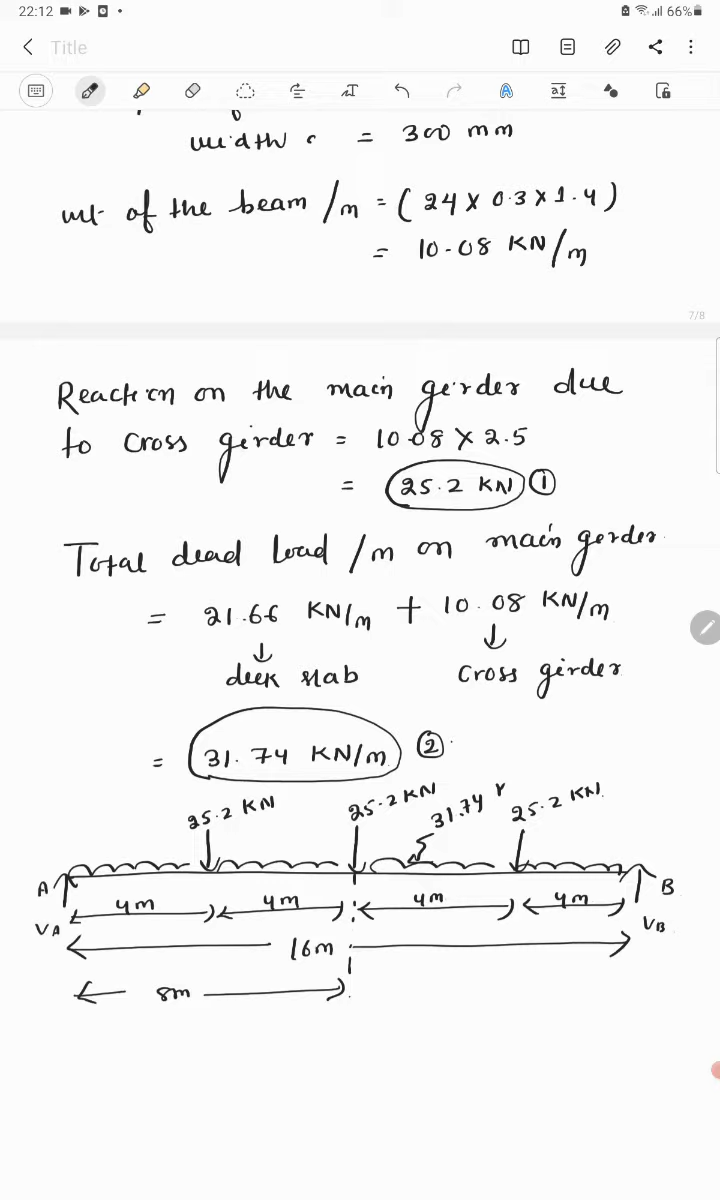 22:12 66%
Title
width = 300 mm
wt of the beam /m = ( 24 x 0.3 x 1.4 )
= 10.08 KN/m
7/8
Reaction on the main girder due
to cross girder = 10.08 x 2.5
= 25.2 KN ①
Total dead load /m on main girder
= 21.66 KN/m + 10.08 KN/m
↓ ↓
deck slab cross girder
= 31.74 KN/m ②
25.2 KN 25.2 KN 31.74 25.2 KN
A B
4m 4m 4m 4m
VA VB
16m
8m